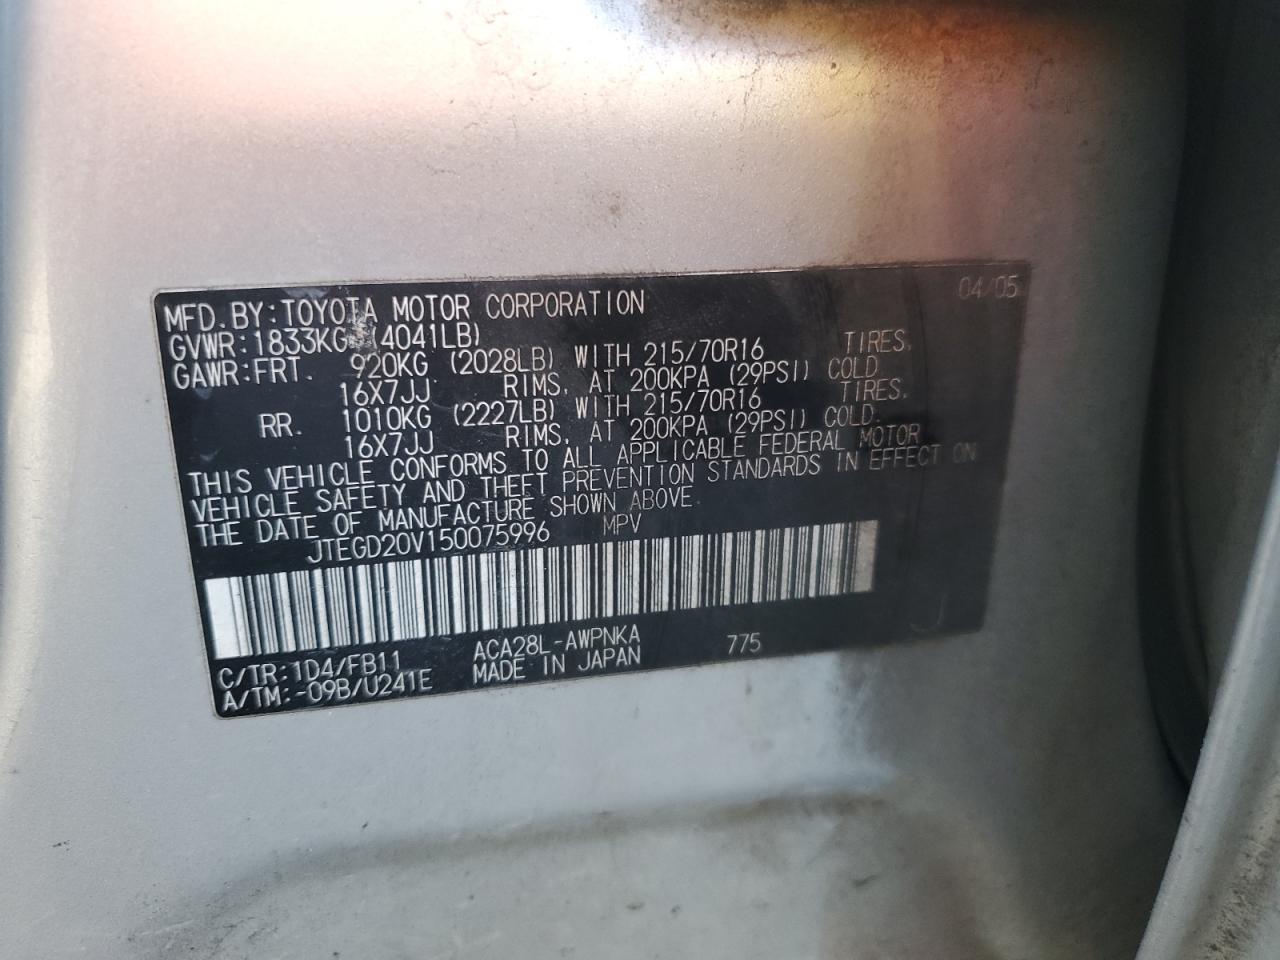 04/05
MFD. BY: TOYOTA MOTOR CORPORATION
GVWR: 1833KG (4041LB)
GAWR: FRT. 920KG (2028LB) WITH 215/70R16 TIRES,
16X7JJ RIMS, AT 200KPA (29PSI) COLD.
RR. 1010KG (2227LB) WITH 215/70R16 TIRES,
16X7JJ RIMS, AT 200KPA (29PSI) COLD.
THIS VEHICLE CONFORMS TO ALL APPLICABLE FEDERAL MOTOR
VEHICLE SAFETY AND THEFT PREVENTION STANDARDS IN EFFECT ON
THE DATE OF MANUFACTURE SHOWN ABOVE.
JTEGD20V150075996 MPV
C/TR: 1D4/FB11 ACA28L-AWPNKA 775 J
A/TM: -09B/U241E MADE IN JAPAN